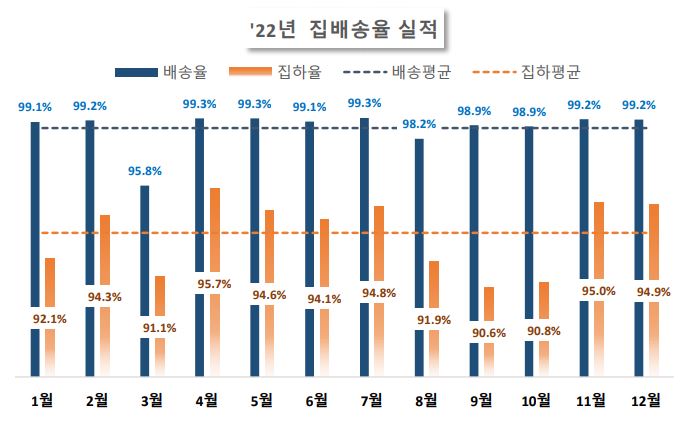 '22년 집배송율 실적
배송율 집하율 배송평균 집하평균
99.1% 99.2% 95.8% 99.3% 99.3% 99.1% 99.3% 98.2% 98.9% 98.9% 99.2% 99.2%
92.1% 94.3% 91.1% 95.7% 94.6% 94.1% 94.8% 91.9% 90.6% 90.8% 95.0% 94.9%
1월 2월 3월 4월 5월 6월 7월 8월 9월 10월 11월 12월